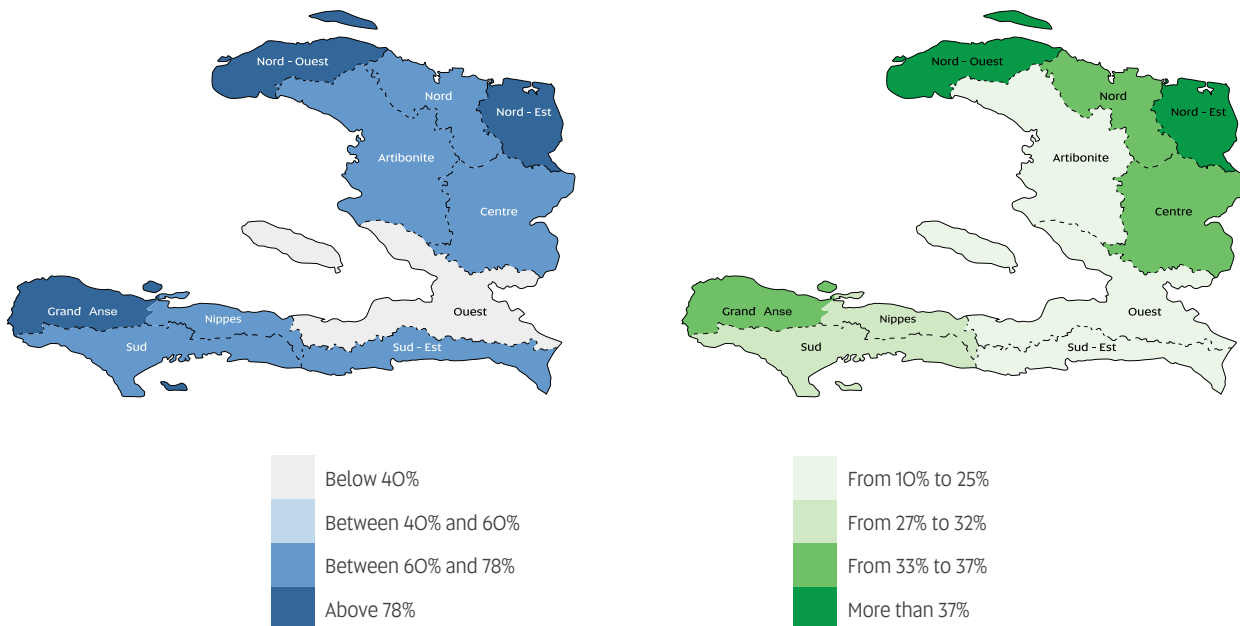 Nord - Ouest
Nord
Nord - Est
Artibonite
Centre
Ouest
Grand Anse
Nippes
Sud
Sud - Est
Below 40%
Between 40% and 60%
Between 60% and 78%
Above 78%
Nord - Ouest
Nord
Nord - Est
Artibonite
Centre
Ouest
Grand Anse
Nippes
Sud
Sud - Est
From 10% to 25%
From 27% to 32%
From 33% to 37%
More than 37%